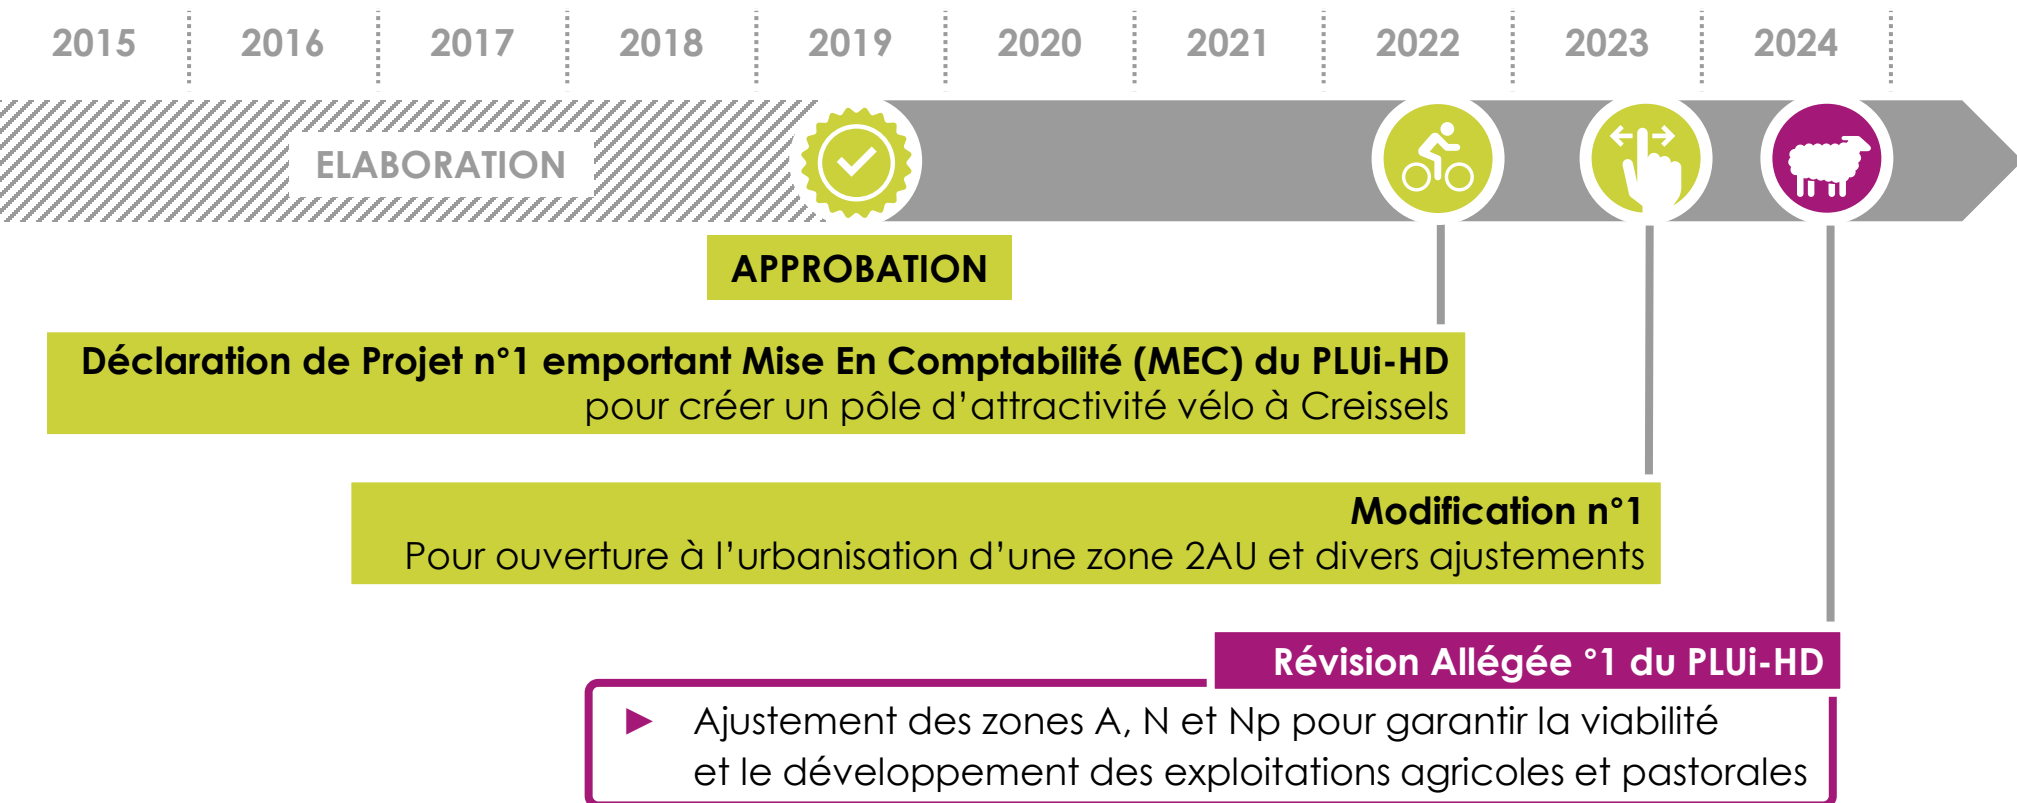 2015 2016 2017 2018 2019 2020 2021 2022 2023 2024
ELABORATION
APPROBATION
Déclaration de Projet n°1 emportant Mise En Comptabilité (MEC) du PLUi-HD
pour créer un pôle d’attractivité vélo à Creissels
Modification n°1
Pour ouverture à l’urbanisation d’une zone 2AU et divers ajustements
Révision Allégée °1 du PLUi-HD
► Ajustement des zones A, N et Np pour garantir la viabilité
et le développement des exploitations agricoles et pastorales